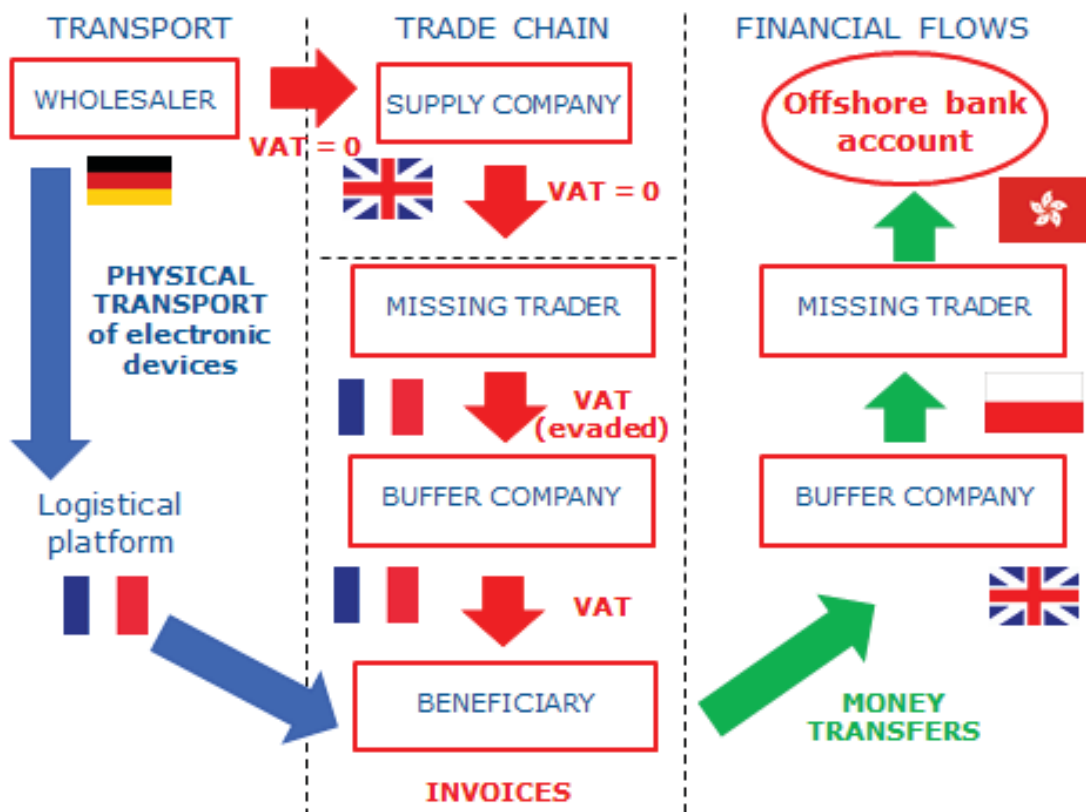 TRANSPORT
WHOLESALER
PHYSICAL
TRANSPORT
of electronic
devices
Logistical
platform
TRADE CHAIN
VAT = 0
SUPPLY COMPANY
VAT = 0
MISSING TRADER
VAT
(evaded)
BUFFER COMPANY
VAT
BENEFICIARY
INVOICES
FINANCIAL FLOWS
Offshore bank
account
MISSING TRADER
BUFFER COMPANY
MONEY
TRANSFERS